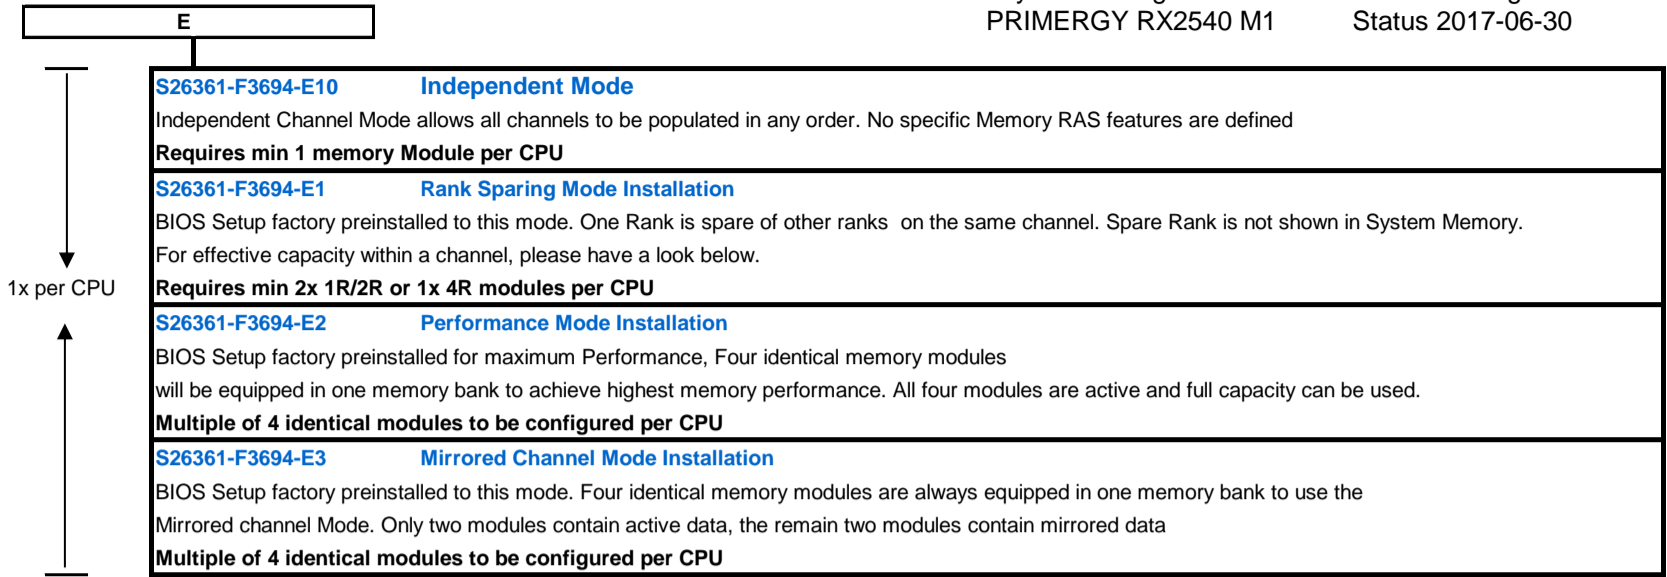 E
PRIMERGY RX2540 M1 Status 2017-06-30
S26361-F3694-E10 Independent Mode
Independent Channel Mode allows all channels to be populated in any order. No specific Memory RAS features are defined
Requires min 1 memory Module per CPU
S26361-F3694-E1 Rank Sparing Mode Installation
BIOS Setup factory preinstalled to this mode. One Rank is spare of other ranks  on the same channel. Spare Rank is not shown in System Memory.
For effective capacity within a channel, please have a look below.
1x per CPU
Requires min 2x 1R/2R or 1x 4R modules per CPU
S26361-F3694-E2 Performance Mode Installation
BIOS Setup factory preinstalled for maximum Performance, Four identical memory modules
will be equipped in one memory bank to achieve highest memory performance. All four modules are active and full capacity can be used.
Multiple of 4 identical modules to be configured per CPU
S26361-F3694-E3 Mirrored Channel Mode Installation
BIOS Setup factory preinstalled to this mode. Four identical memory modules are always equipped in one memory bank to use the
Mirrored channel Mode. Only two modules contain active data, the remain two modules contain mirrored data
Multiple of 4 identical modules to be configured per CPU